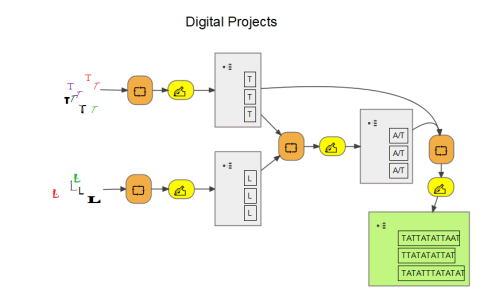 Digital Projects
T T T T T T T T
T
T
T
L L L L L
L
L
L
A/T
A/T
A/T
TATTATATTAAT
TTATATATTAT
TATATTTATATAT